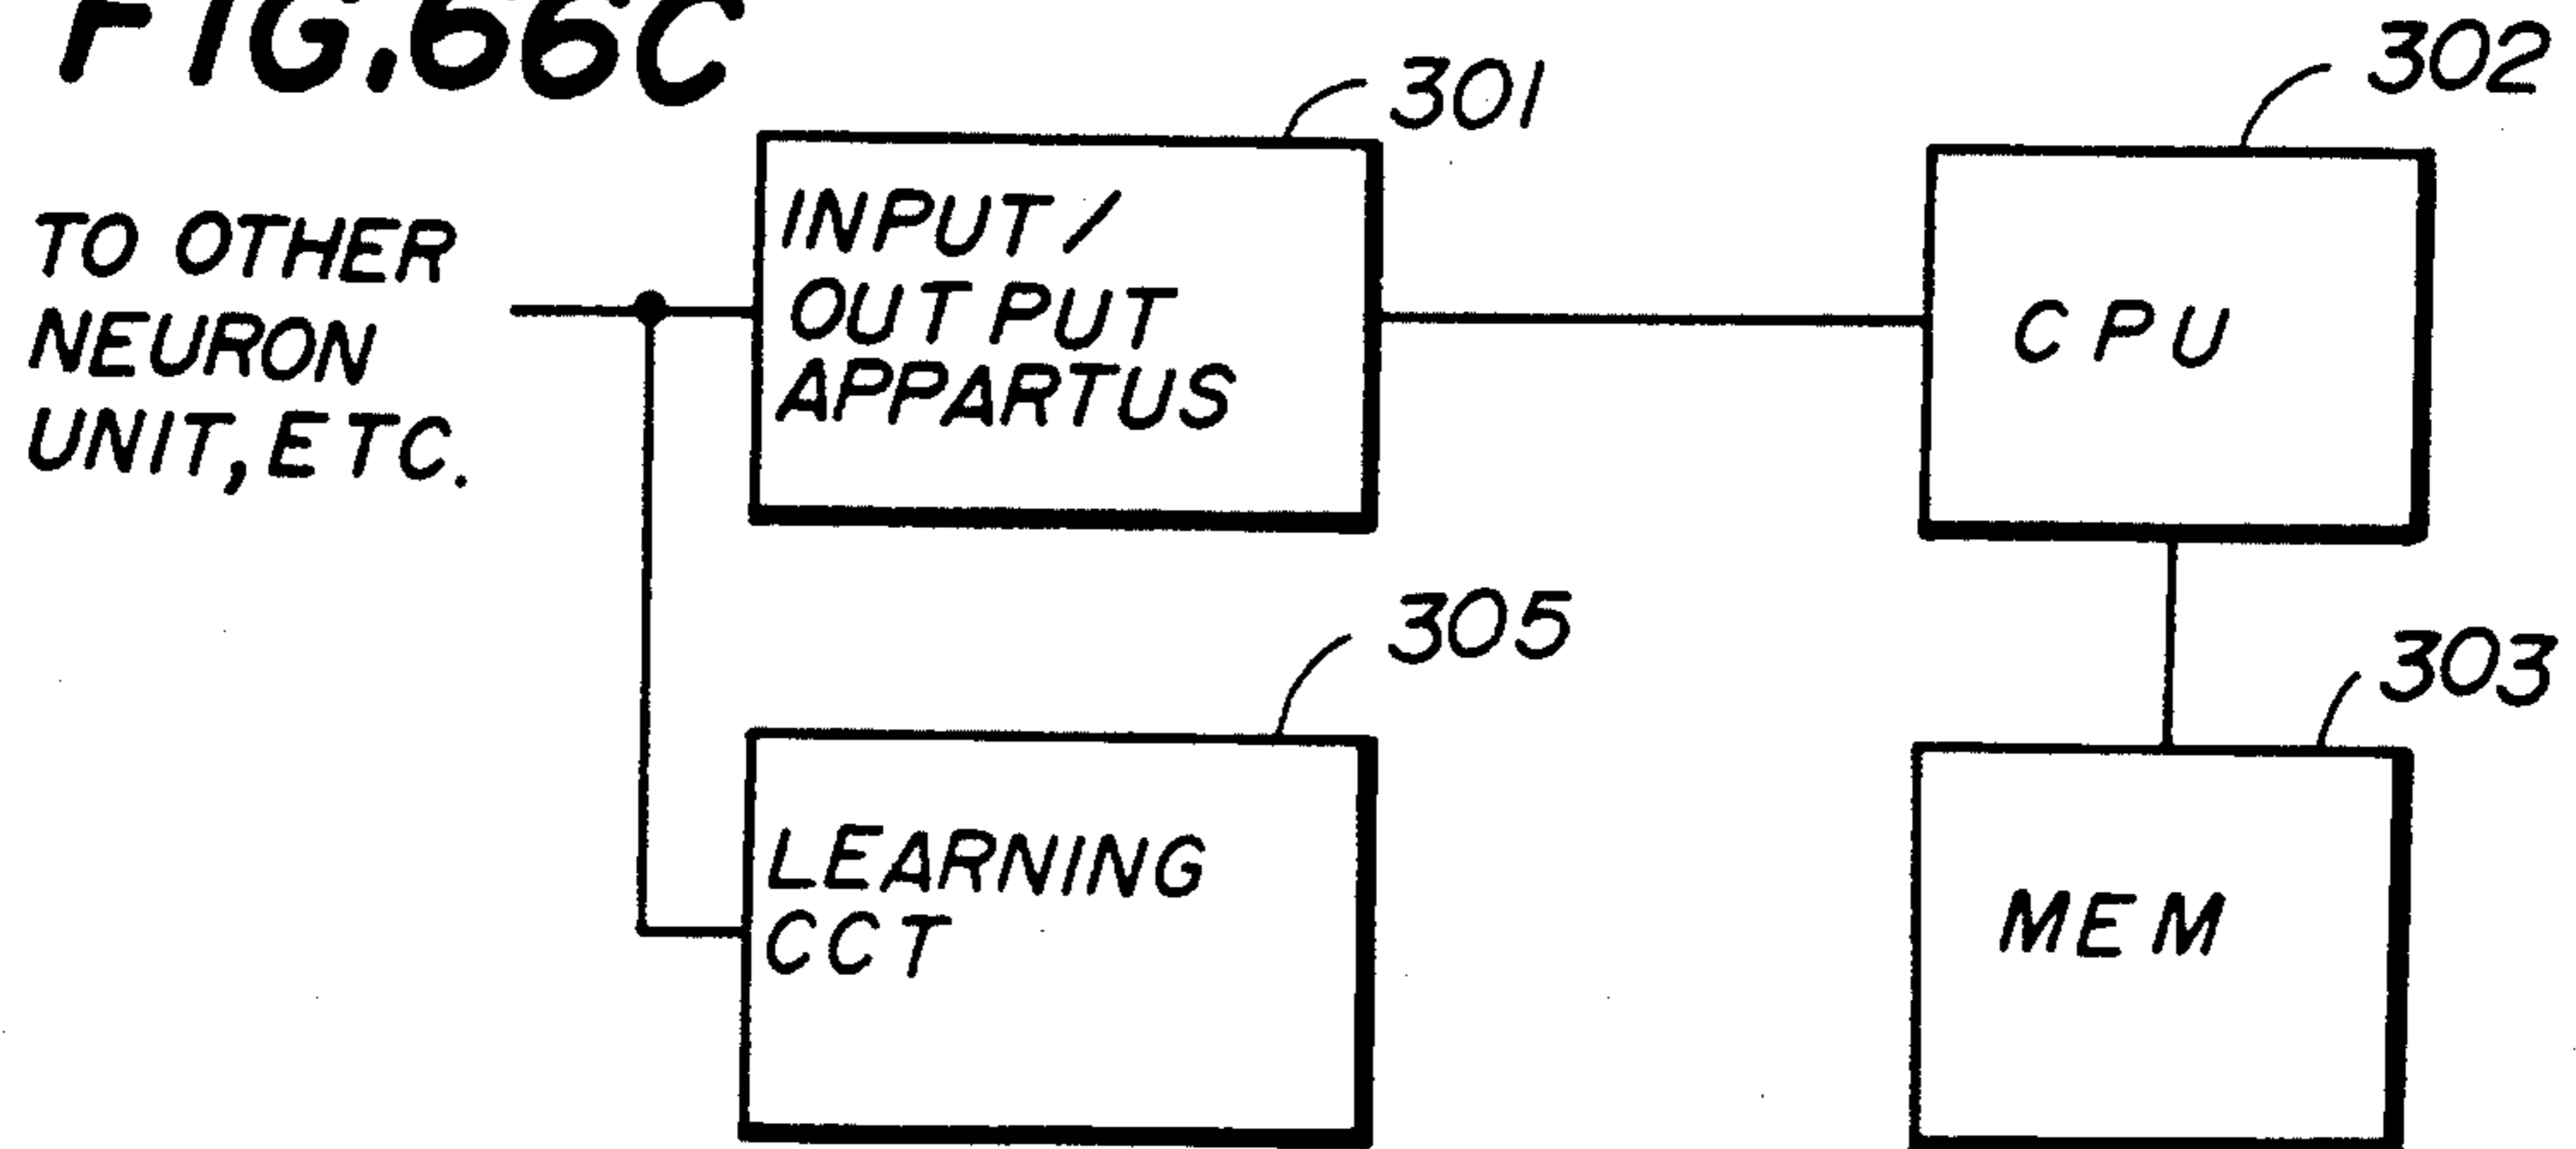 FIG.66C
301
302
TO OTHER
NEURON
UNIT, ETC.
INPUT/
OUTPUT
APPARTUS
CPU
305
303
LEARNING
CCT
MEM